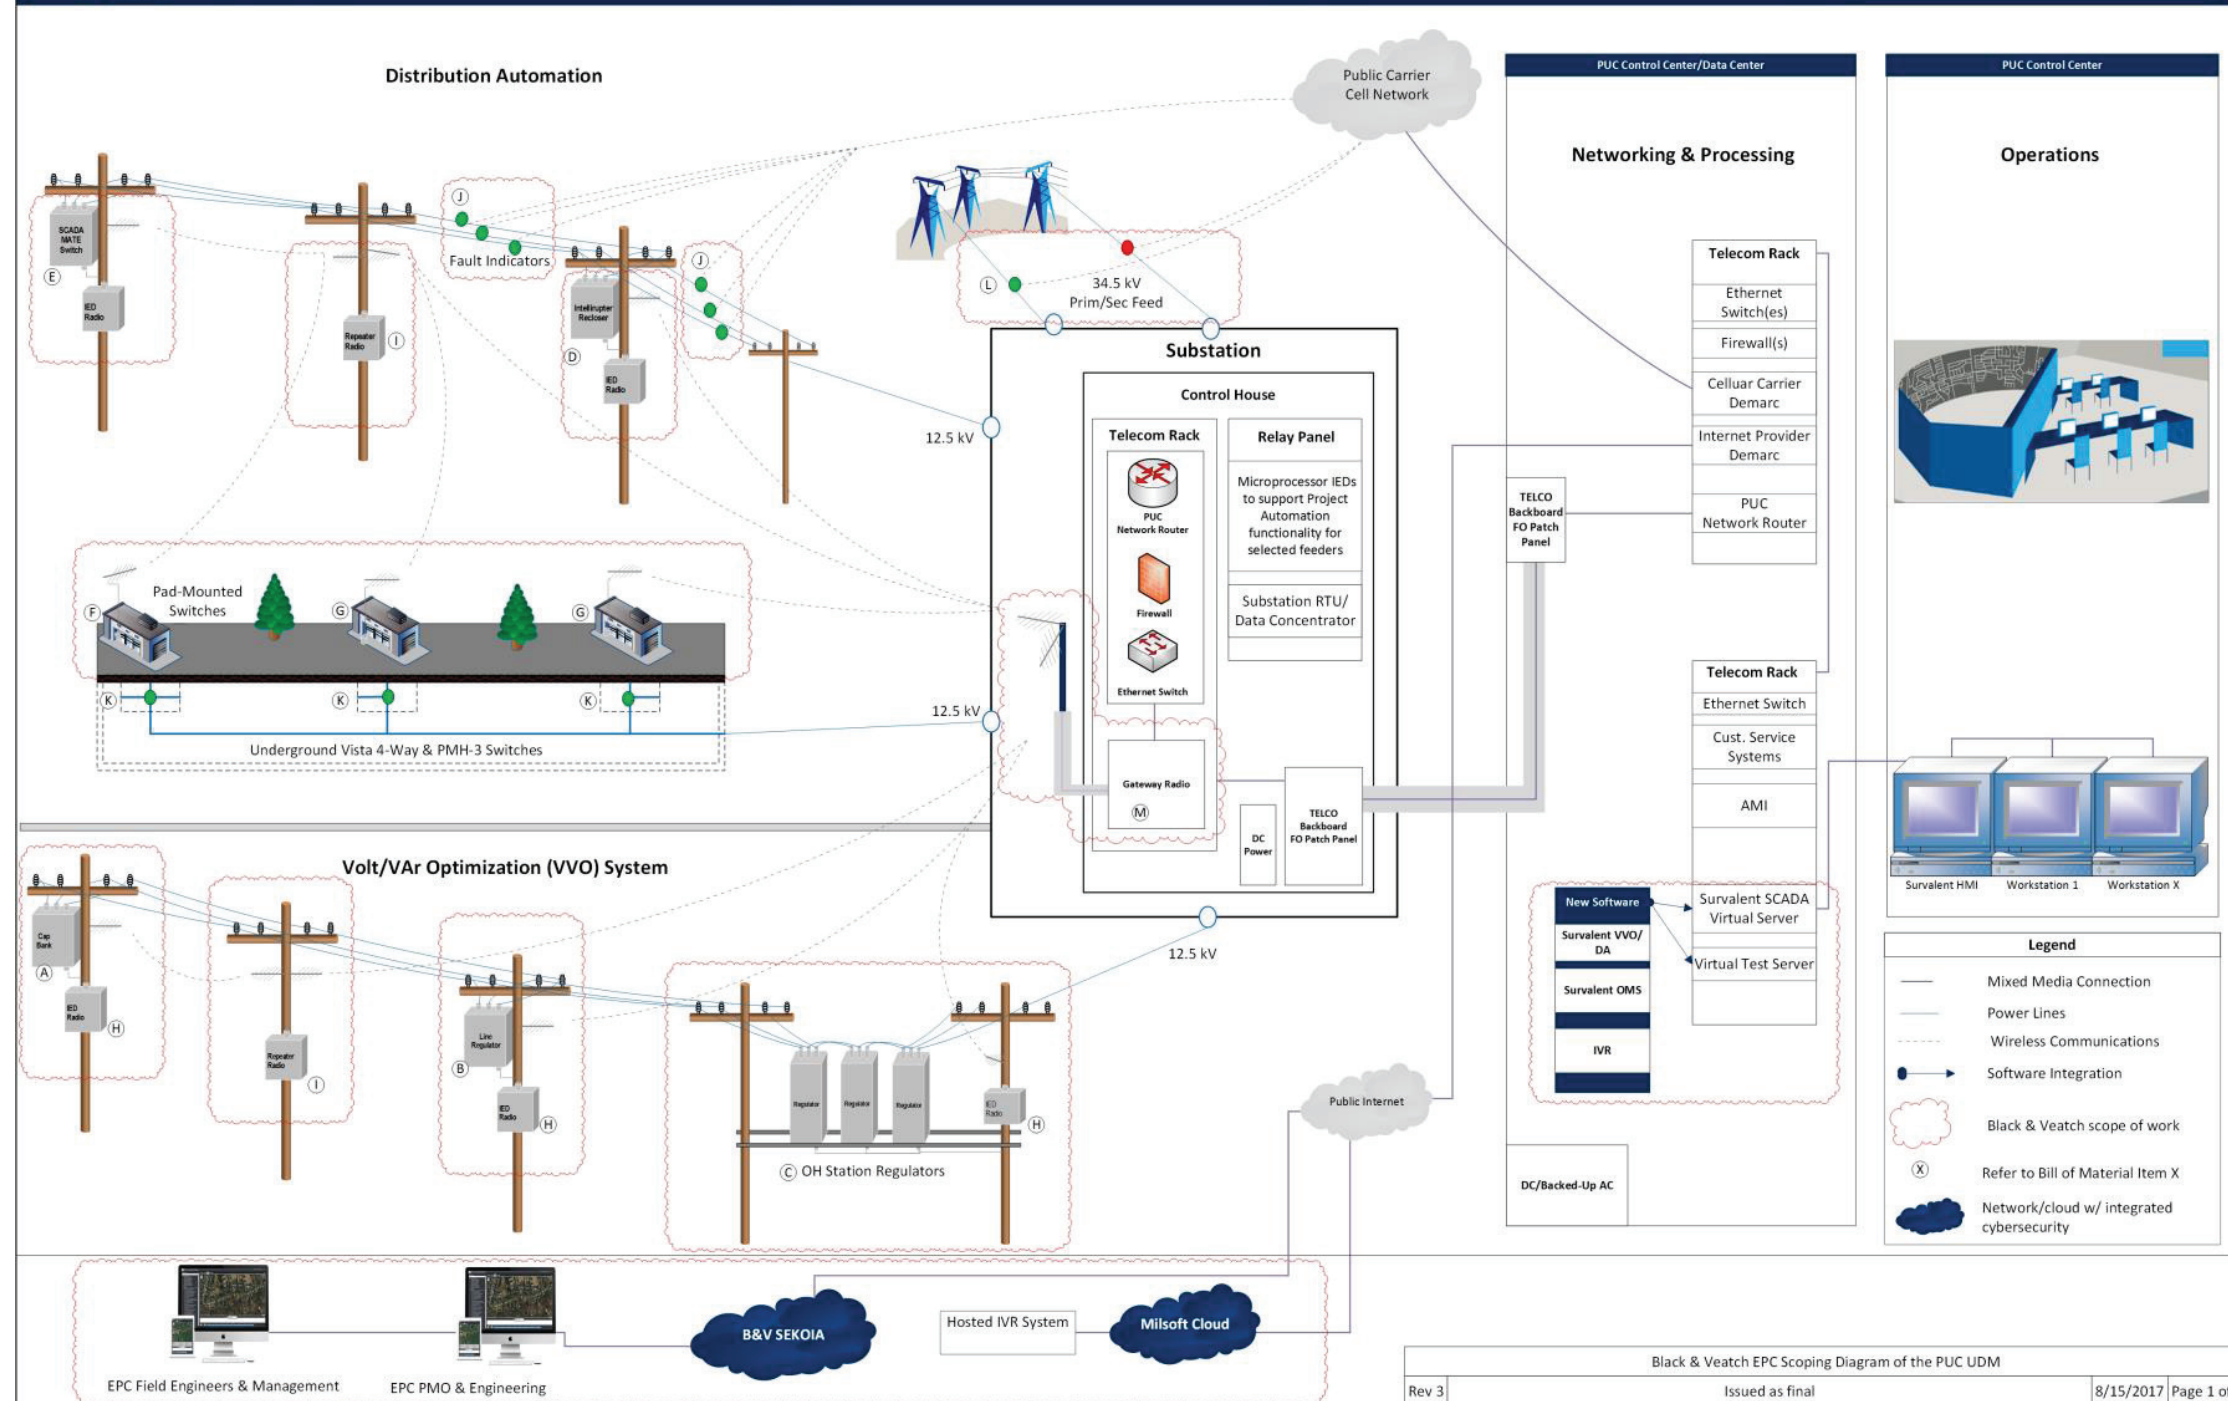 Distribution Automation
SCADA
MATE
Switch
E
IED
Radio
Repeater
Radio
I
J
Fault Indicators
Intellirupter
Recloser
D
IED
Radio
J
12.5 kV
Public Carrier
Cell Network
L
34.5 kV
Prim/Sec Feed
F
Pad-Mounted
Switches
G
G
K
K
K
Underground Vista 4-Way & PMH-3 Switches
12.5 kV
Substation
Control House
Telecom Rack
PUC
Network Router
Firewall
Ethernet Switch
Gateway Radio
M
Relay Panel
Microprocessor IEDs
to support Project
Automation
functionality for
selected feeders
Substation RTU/
Data Concentrator
DC
Power
TELCO
Backboard
FO Patch Panel
12.5 kV
Volt/VAr Optimization (VVO) System
Cap
Bank
A
IED
Radio
H
Repeater
Radio
I
Line
Regulator
B
IED
Radio
H
Regulator
Regulator
Regulator
IED
Radio
H
C
OH Station Regulators
PUC Control Center/Data Center
Networking & Processing
Telecom Rack
Ethernet
Switch(es)
Firewall(s)
Celluar Carrier
Demarc
Internet Provider
Demarc
PUC
Network Router
TELCO
Backboard
FO Patch
Panel
Telecom Rack
Ethernet Switch
Cust. Service
Systems
AMI
Survalent SCADA
Virtual Server
Virtual Test Server
New Software
Survalent VVO/
DA
Survalent OMS
IVR
DC/Backed-Up AC
Public Internet
PUC Control Center
Operations
Survalent HMI
Workstation 1
Workstation X
Legend
Mixed Media Connection
Power Lines
Wireless Communications
Software Integration
Black & Veatch scope of work
X
Refer to Bill of Material Item X
Network/cloud w/ integrated
cybersecurity
EPC Field Engineers & Management
EPC PMO & Engineering
B&V SEKOIA
Hosted IVR System
Milsoft Cloud
Black & Veatch EPC Scoping Diagram of the PUC UDM
Rev 3
Issued as final
8/15/2017
Page 1 of